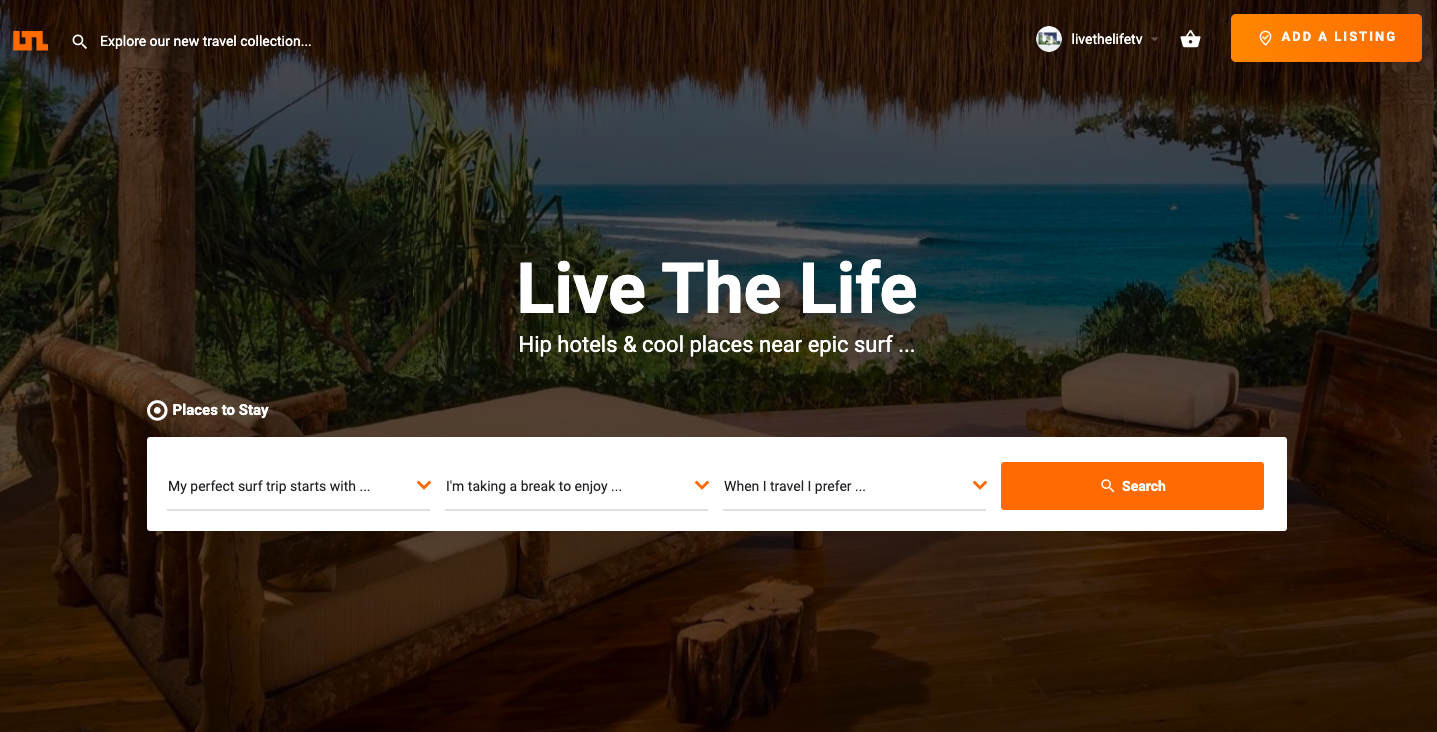 LTL
Explore our new travel collection...
livethelifetv
ADD A LISTING
Live The Life
Hip hotels & cool places near epic surf ...
Places to Stay
My perfect surf trip starts with ...
I'm taking a break to enjoy ...
When I travel I prefer ...
Search